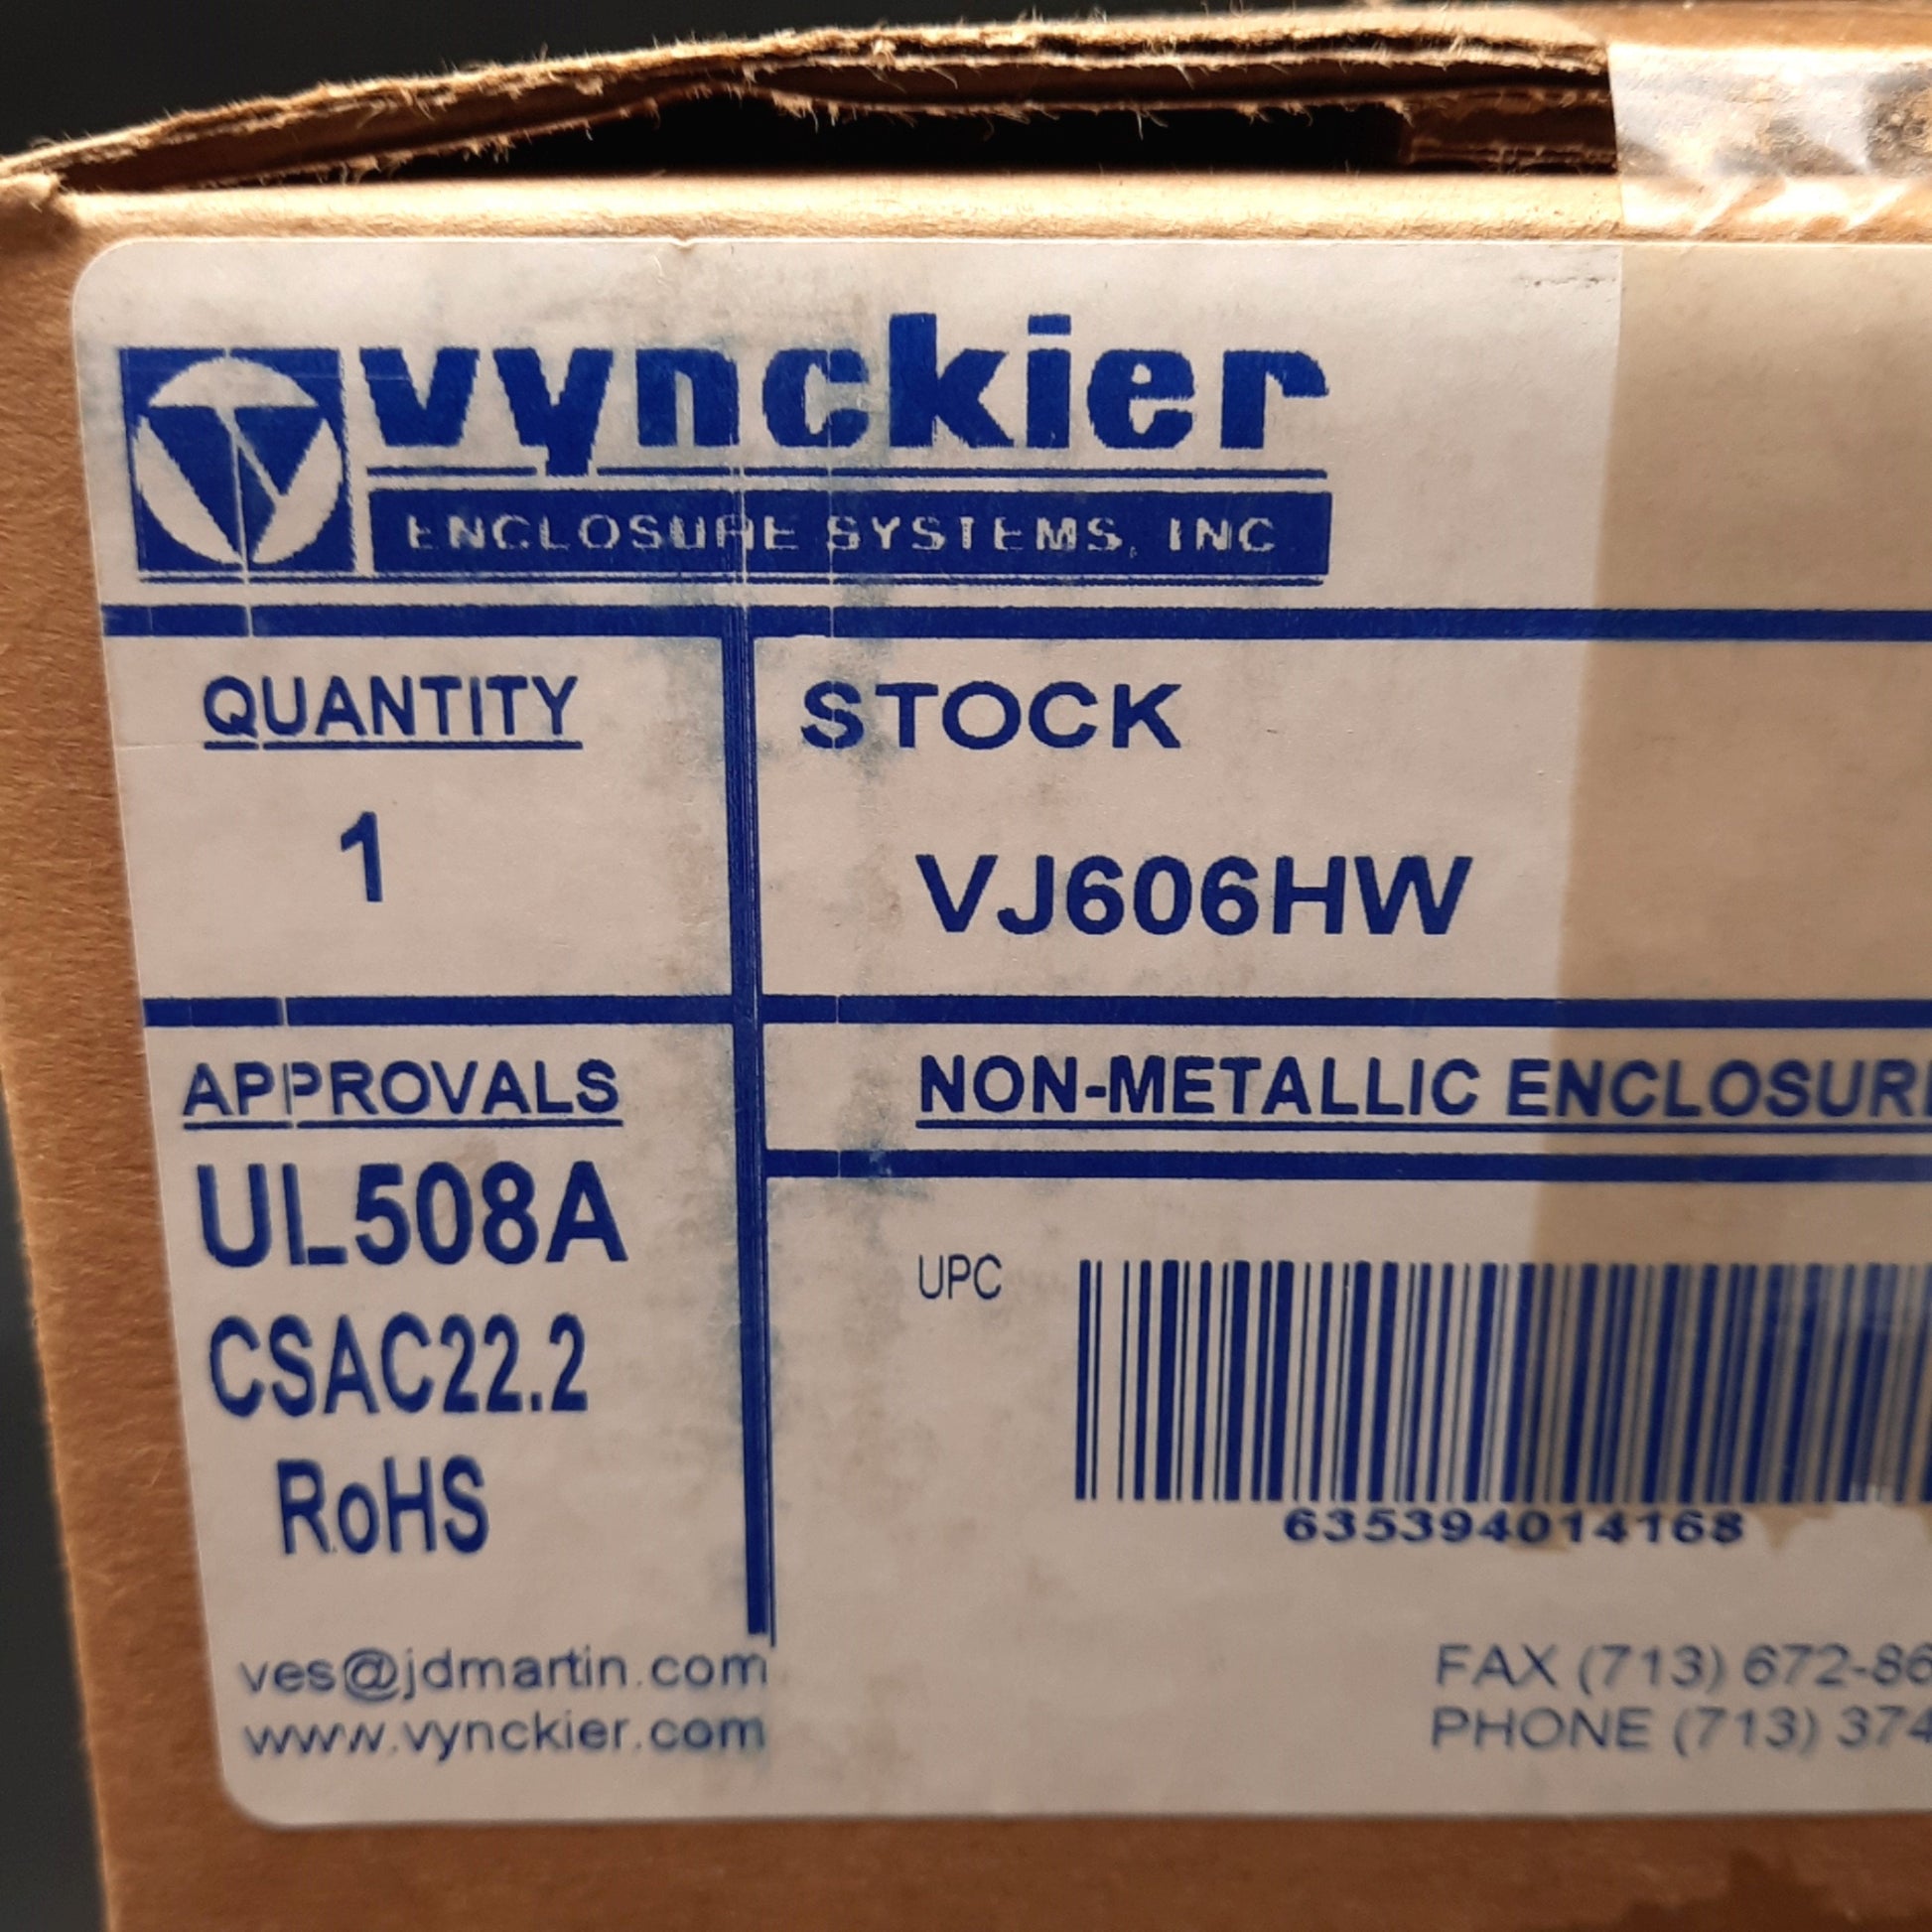 vynckier
ENCLOSURE SYSTEMS, INC
QUANTITY
1
STOCK
VJ606HW
APPROVALS
UL508A
CSAC22.2
RoHS
NON-METALLIC ENCLOSUR
UPC
635394014168
ves@jdmartin.com
www.vynckier.com
FAX (713) 672-86
PHONE (713) 374